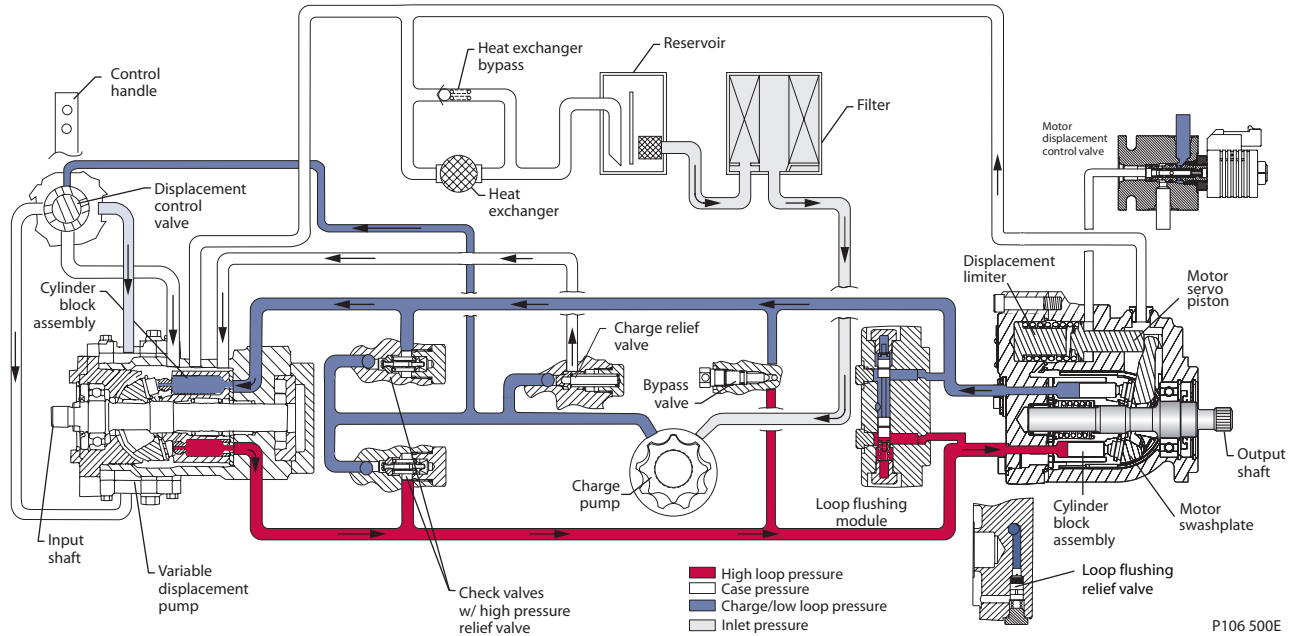 Control
handle
Heat exchanger
bypass
Reservoir
Filter
Motor
displacement
control valve
Displacement
control
valve
Heat
exchanger
Cylinder
block
assembly
Displacement
limiter
Motor
servo
piston
Charge relief
valve
Bypass
valve
Charge
pump
Loop flushing
module
Output
shaft
Input
shaft
Variable
displacement
pump
Check valves
w/ high pressure
relief valve
Cylinder
block
assembly
Motor
swashplate
Loop flushing
relief valve
High loop pressure
Case pressure
Charge/low loop pressure
Inlet pressure
P106 500E